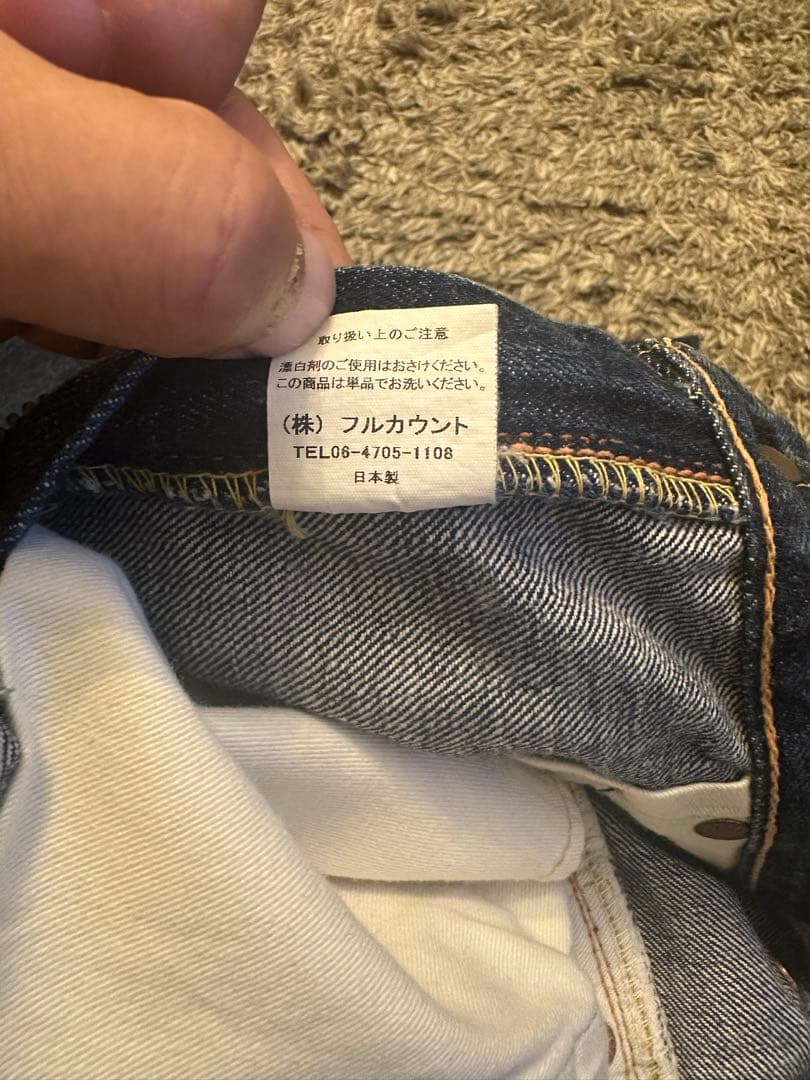 取り扱い上のご注意
漂白剤のご使用はおさけください。
この商品は単品でお洗いください。
（株）フルカウント
TEL06-4705-1108
日本製